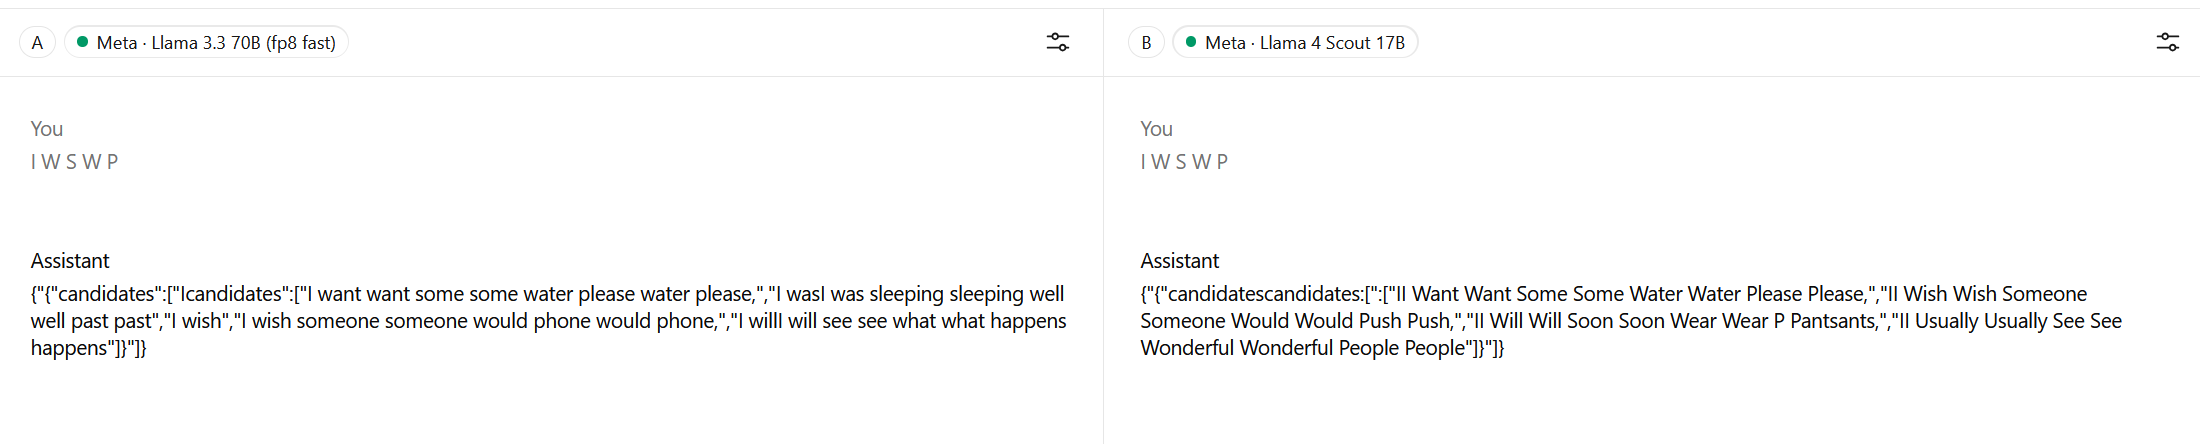 A Meta · Llama 3.3 70B (fp8 fast)
B Meta · Llama 4 Scout 17B
You
I W S W P
Assistant
{"{"candidates":["Icandidates":["I want want some some water please water please,","I wasI was sleeping sleeping well
well past past","I wish","I wish someone someone would phone would phone,","I willI will see see what what happens
happens"]}"]}
You
I W S W P
Assistant
{"{"candidatescandidates:[":["II Want Want Some Some Water Water Please Please,","II Wish Wish Someone
Someone Would Would Push Push,","II Will Will Soon Soon Wear Wear P Pantsants,","II Usually Usually See See
Wonderful Wonderful People People"]}"]}